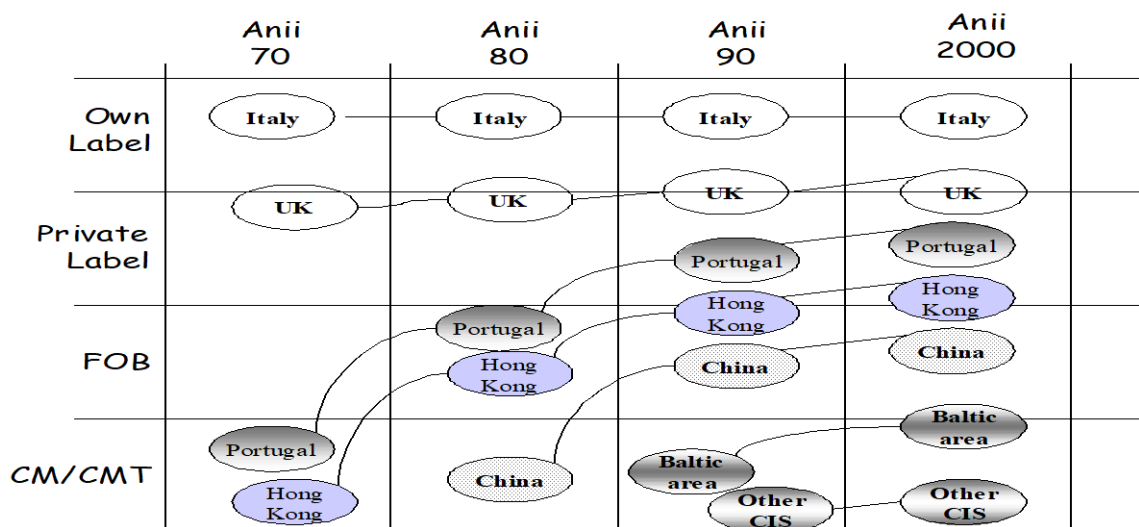 Anii
70
Anii
80
Anii
90
Anii
2000
Own
Label
Italy
Italy
Italy
Italy
UK
UK
UK
UK
Private
Label
Portugal
Portugal
Hong
Kong
Hong
Kong
FOB
Portugal
Hong
Kong
China
China
CM/CMT
Portugal
Hong
Kong
China
Baltic
area
Other
CIS
Baltic
area
Other
CIS